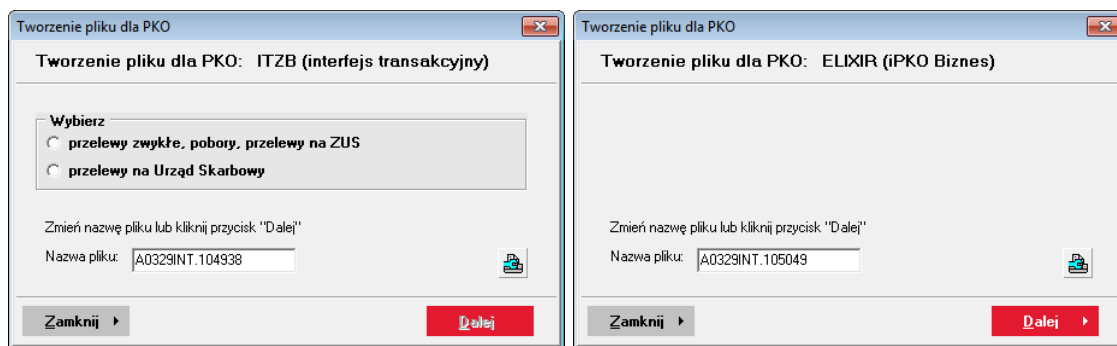 Tworzenie pliku dla PKO
Tworzenie pliku dla PKO: ITZB (interfejs transakcyjny)
Wybierz
przelewy zwykłe, pobory, przelewy na ZUS
przelewy na Urząd Skarbowy
Zmień nazwę pliku lub kliknij przycisk "Dalej"
Nazwa pliku: A0329INT.104938
Zamknij
Dalej
Tworzenie pliku dla PKO
Tworzenie pliku dla PKO: ELIXIR (iPKO Biznes)
Zmień nazwę pliku lub kliknij przycisk "Dalej"
Nazwa pliku: A0329INT.105049
Zamknij
Dalej